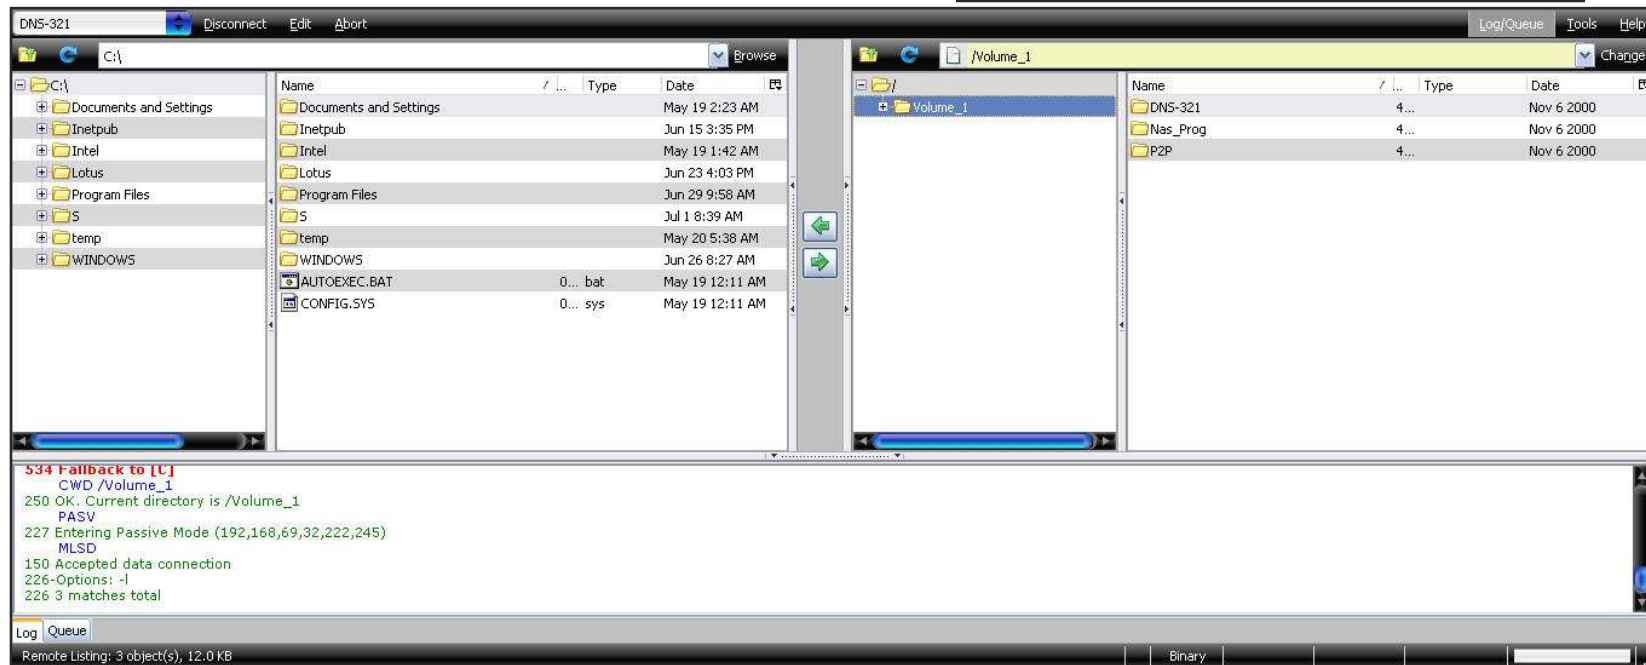 DNS-321 Disconnect Edit Abort Log/Queue Tools Help
C:\ Browse /Volume_1 Change
C:\
Documents and Settings
Inetpub
Intel
Lotus
Program Files
S
temp
WINDOWS
Name / ... Type Date
Documents and Settings May 19 2:23 AM
Inetpub Jun 15 3:35 PM
Intel May 19 1:42 AM
Lotus Jun 23 4:03 PM
Program Files Jun 29 9:58 AM
S Jul 1 8:39 AM
temp May 20 5:38 AM
WINDOWS Jun 26 8:27 AM
AUTOEXEC.BAT 0... bat May 19 12:11 AM
CONFIG.SYS 0... sys May 19 12:11 AM
/
Volume_1
Name / ... Type Date
DNS-321 4... Nov 6 2000
Nas_Prog 4... Nov 6 2000
P2P 4... Nov 6 2000
534 Fallback to [C]
CWD /Volume_1
250 OK. Current directory is /Volume_1
PASV
227 Entering Passive Mode (192,168,69,32,222,245)
MLSD
150 Accepted data connection
226-Options: -l
226 3 matches total
Log Queue
Remote Listing: 3 object(s), 12.0 KB Binary